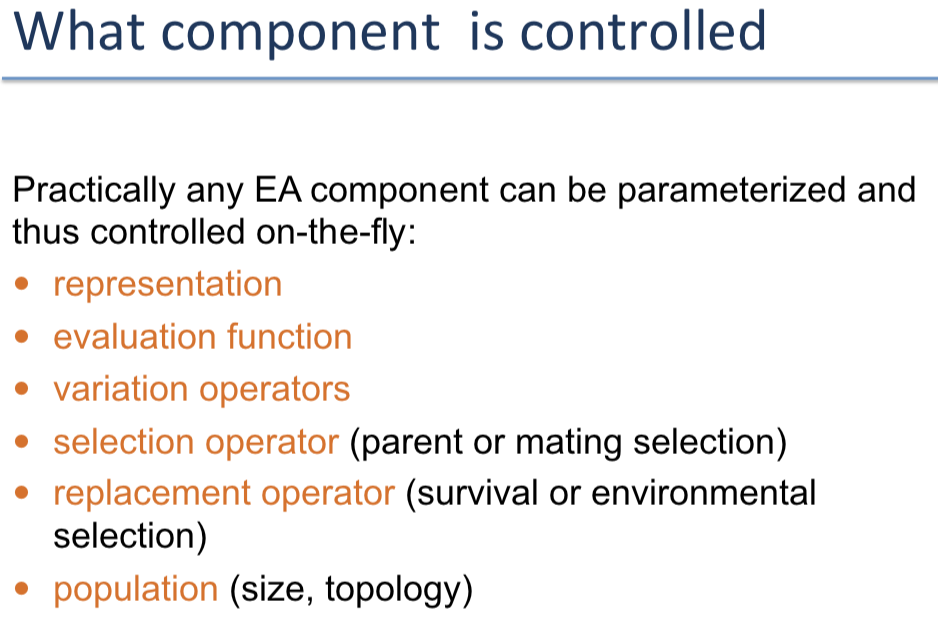 What component is controlled
Practically any EA component can be parameterized and
thus controlled on-the-fly:
• representation
• evaluation function
• variation operators
• selection operator (parent or mating selection)
• replacement operator (survival or environmental
selection)
• population (size, topology)